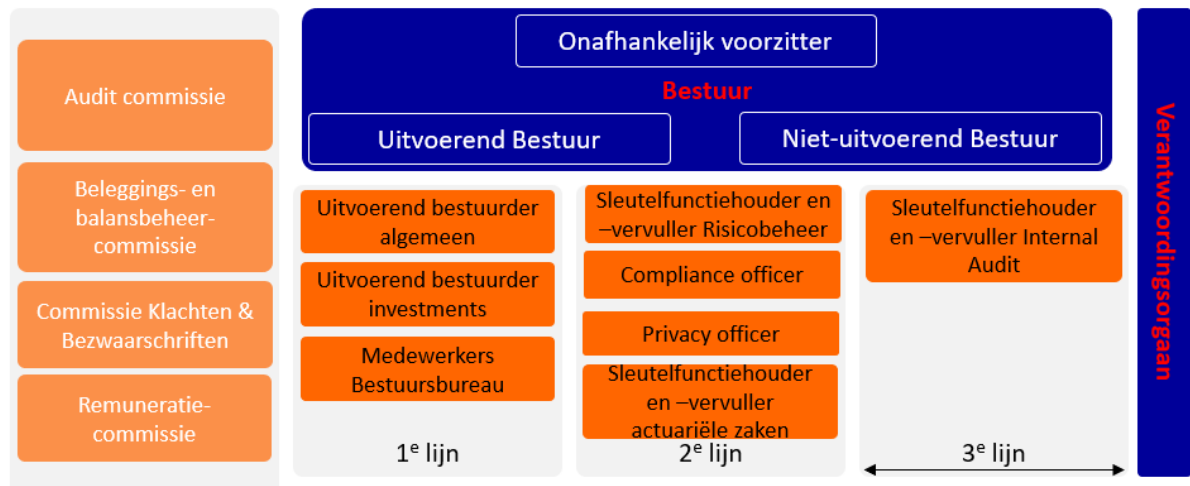 Audit commissie
Beleggings- en
balansbeheer-
commissie
Commissie Klachten &
Bezwaarschriften
Remuneratie-
commissie
Onafhankelijk voorzitter
Bestuur
Uitvoerend Bestuur
Niet-uitvoerend Bestuur
Uitvoerend bestuurder
algemeen
Uitvoerend bestuurder
investments
Medewerkers
Bestuursbureau
1e lijn
Sleutelfunctiehouder en
–vervuller Risicobeheer
Compliance officer
Privacy officer
Sleutelfunctiehouder
en –vervuller
actuariële zaken
2e lijn
Sleutelfunctiehouder
en –vervuller Internal
Audit
3e lijn
Verantwoordingsorgaan